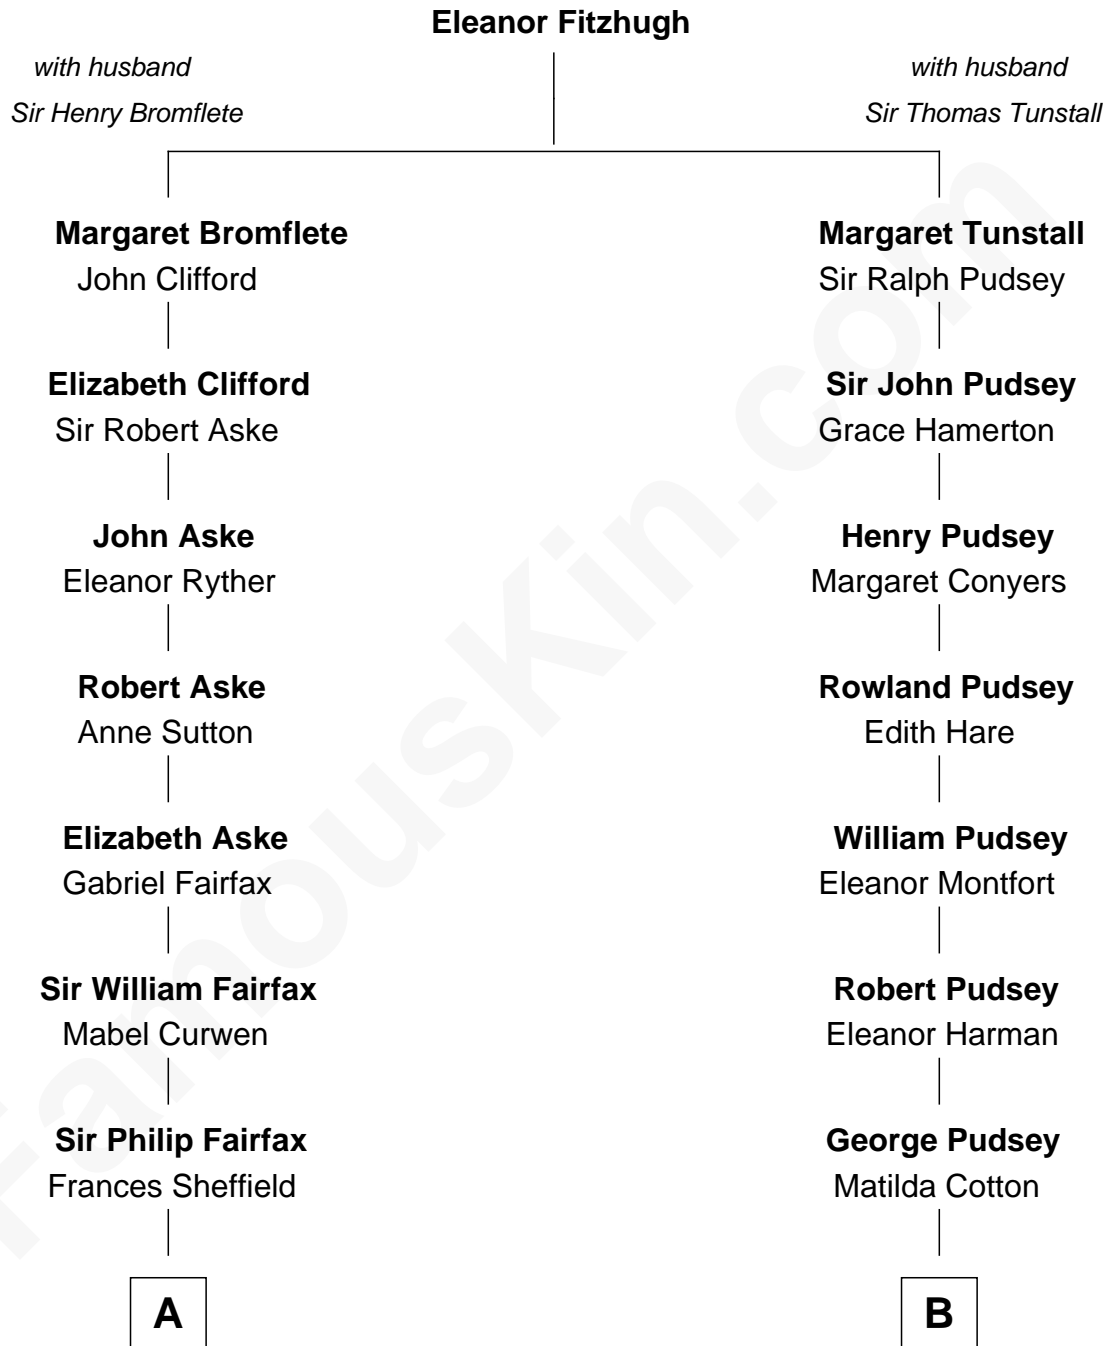 Eleanor Fitzhugh
with husband
Sir Henry Bromflete
with husband
Sir Thomas Tunstall
Margaret Bromflete
John Clifford
Margaret Tunstall
Sir Ralph Pudsey
Elizabeth Clifford
Sir Robert Aske
Sir John Pudsey
Grace Hamerton
John Aske
Eleanor Ryther
Henry Pudsey
Margaret Conyers
Robert Aske
Anne Sutton
Rowland Pudsey
Edith Hare
Elizabeth Aske
Gabriel Fairfax
William Pudsey
Eleanor Montfort
Sir William Fairfax
Mabel Curwen
Robert Pudsey
Eleanor Harman
Sir Philip Fairfax
Frances Sheffield
George Pudsey
Matilda Cotton
A
B
FamousKin.com